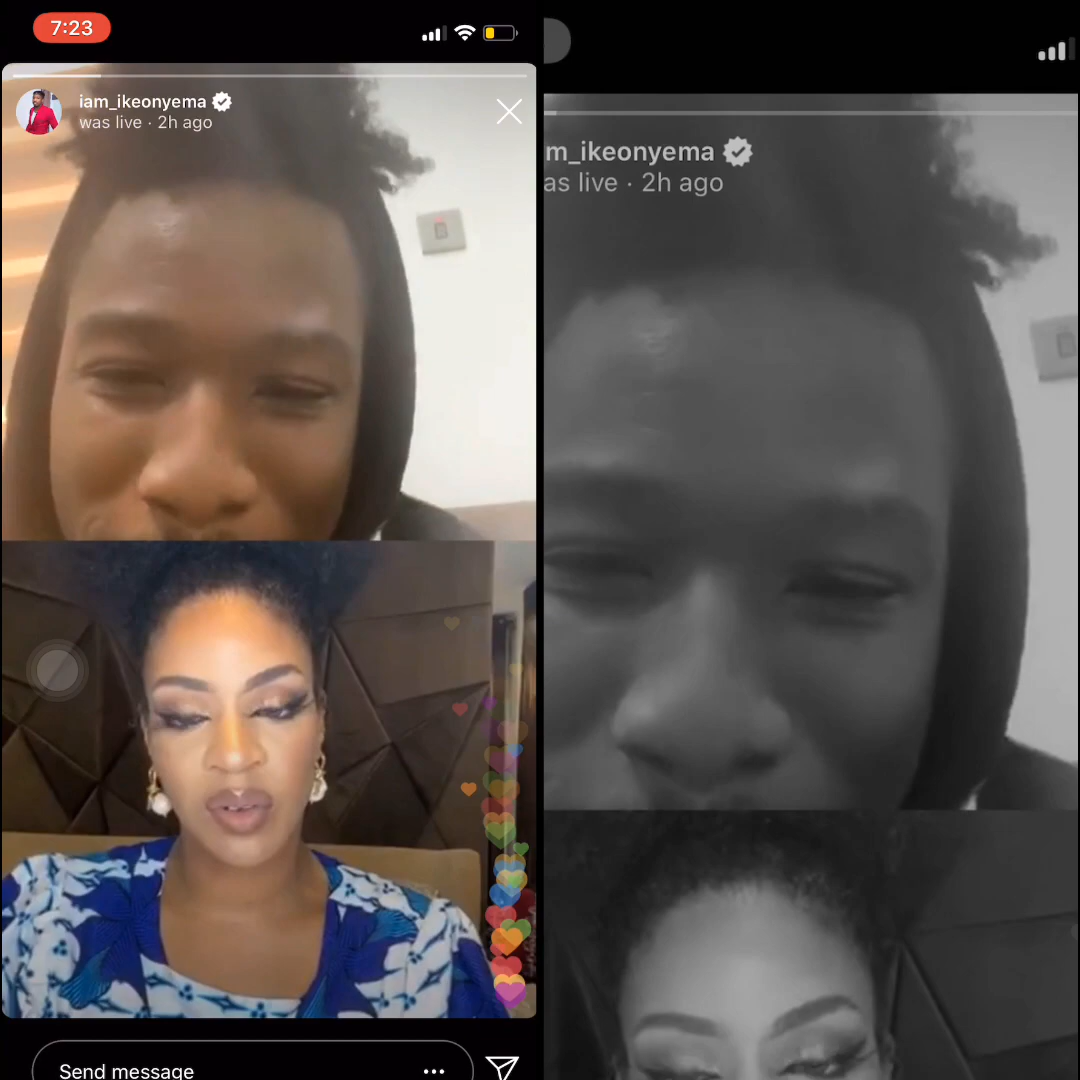 7:23
iam_ikeonyema
was live · 2h ago
Send message
m_ikeonyema
as live · 2h ago